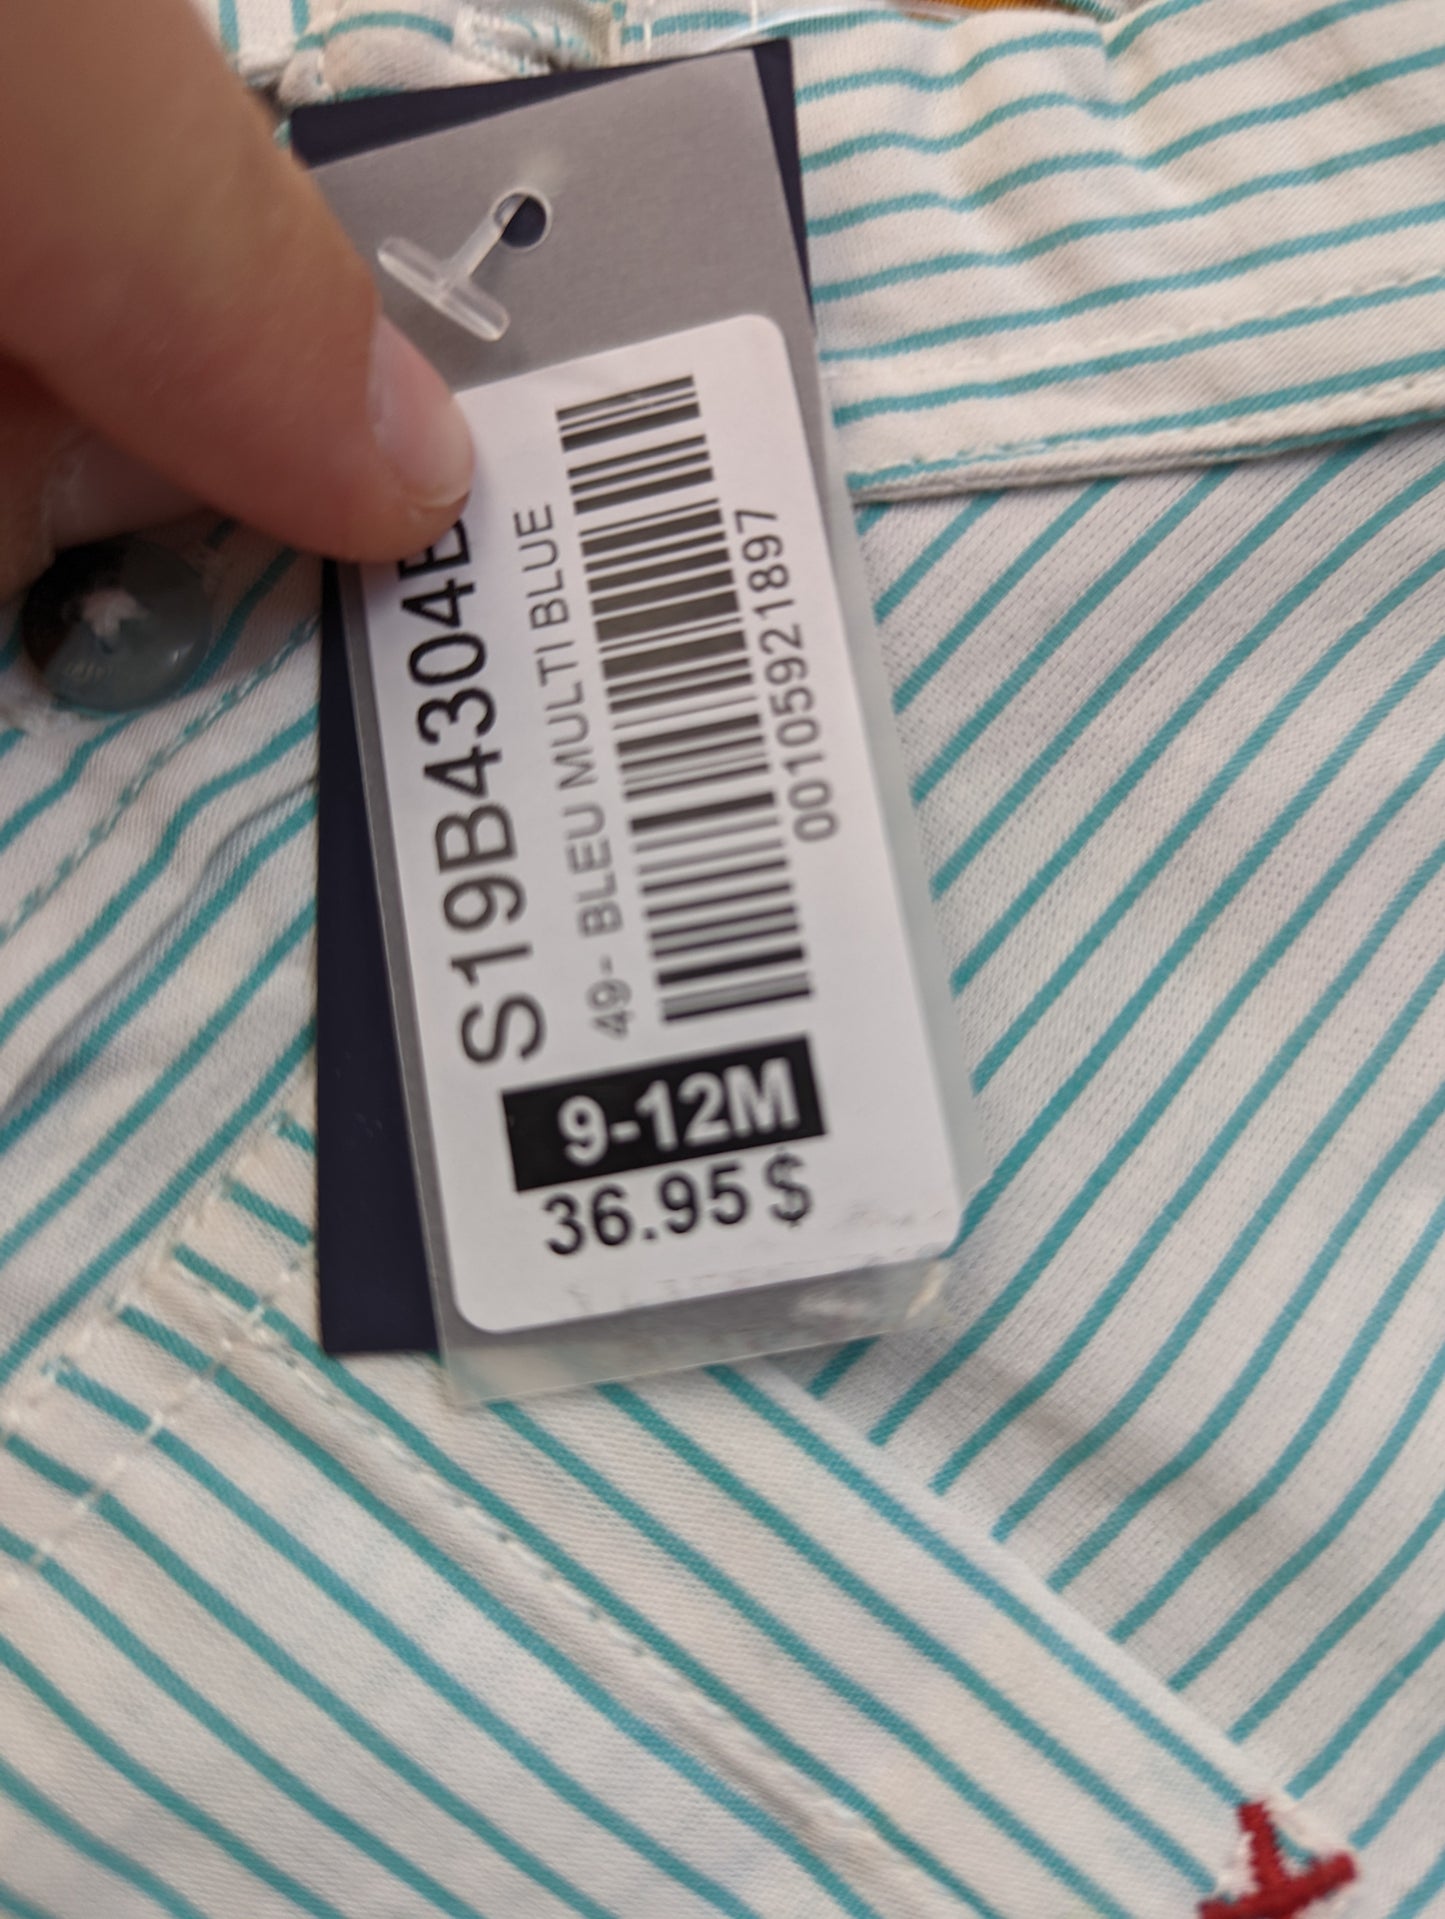 S19B4304B
49- BLEU MULTI BLUE
00105921897
9-12M
36.95 $